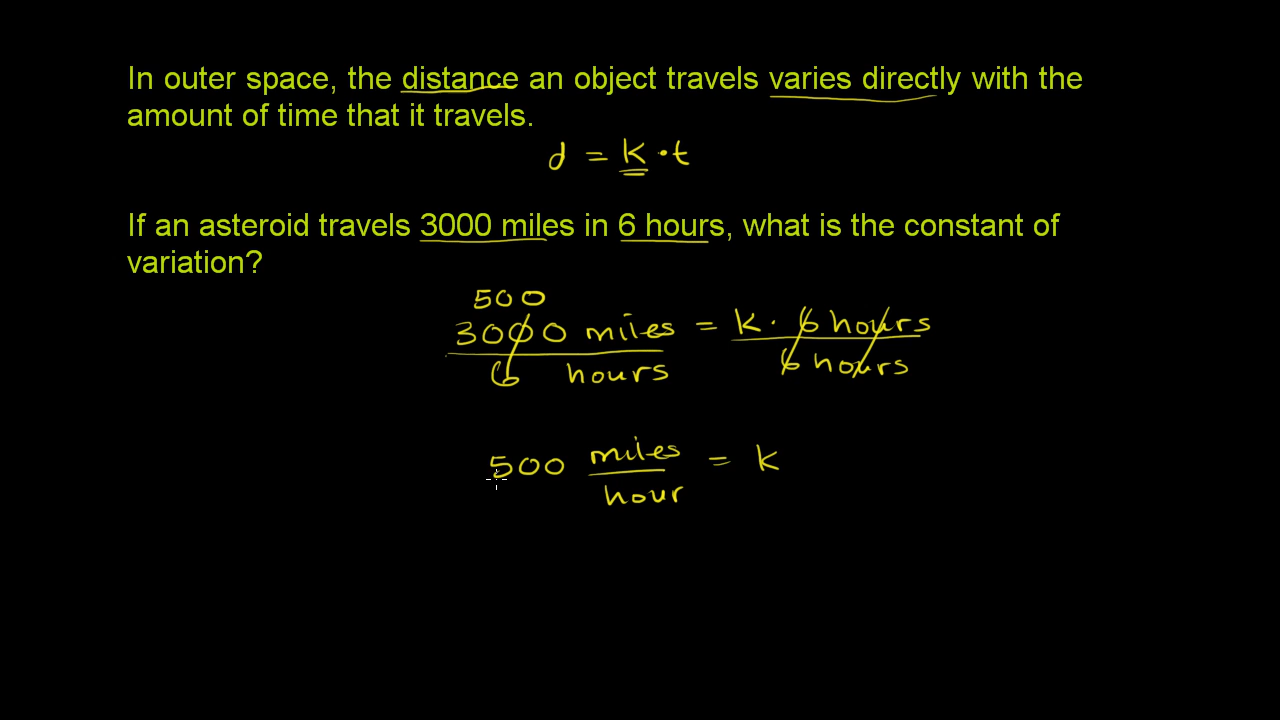 In outer space, the distance an object travels varies directly with the
amount of time that it travels.
d = k · t
If an asteroid travels 3000 miles in 6 hours, what is the constant of
variation?
500
3000 miles = k · 6 hours
6 hours 6 hours
500 miles = k
hour